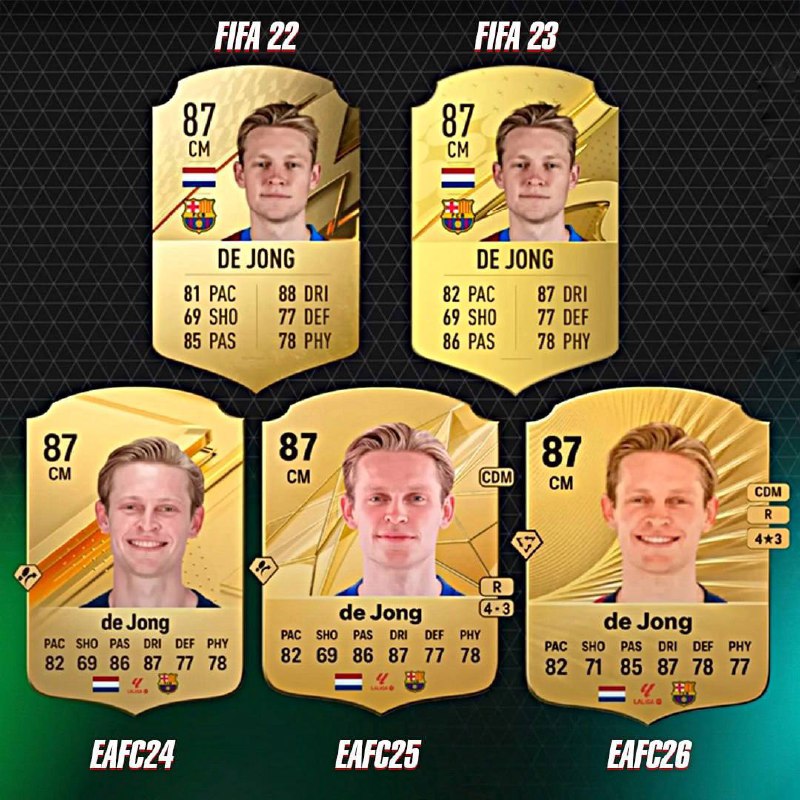 FIFA 22
FIFA 23
87
CM
DE JONG
81 PAC 88 DRI
69 SHO 77 DEF
85 PAS 78 PHY
87
CM
DE JONG
82 PAC 87 DRI
69 SHO 77 DEF
86 PAS 78 PHY
87
CM
de Jong
PAC SHO PAS DRI DEF PHY
82 69 86 87 77 78
LALIGA
87
CM
CDM
R
4-3
de Jong
PAC SHO PAS DRI DEF PHY
82 69 86 87 77 78
LALIGA
87
CM
CDM
R
4★3
de Jong
PAC SHO PAS DRI DEF PHY
82 71 85 87 78 77
LALIGA
EAFC24
EAFC25
EAFC26